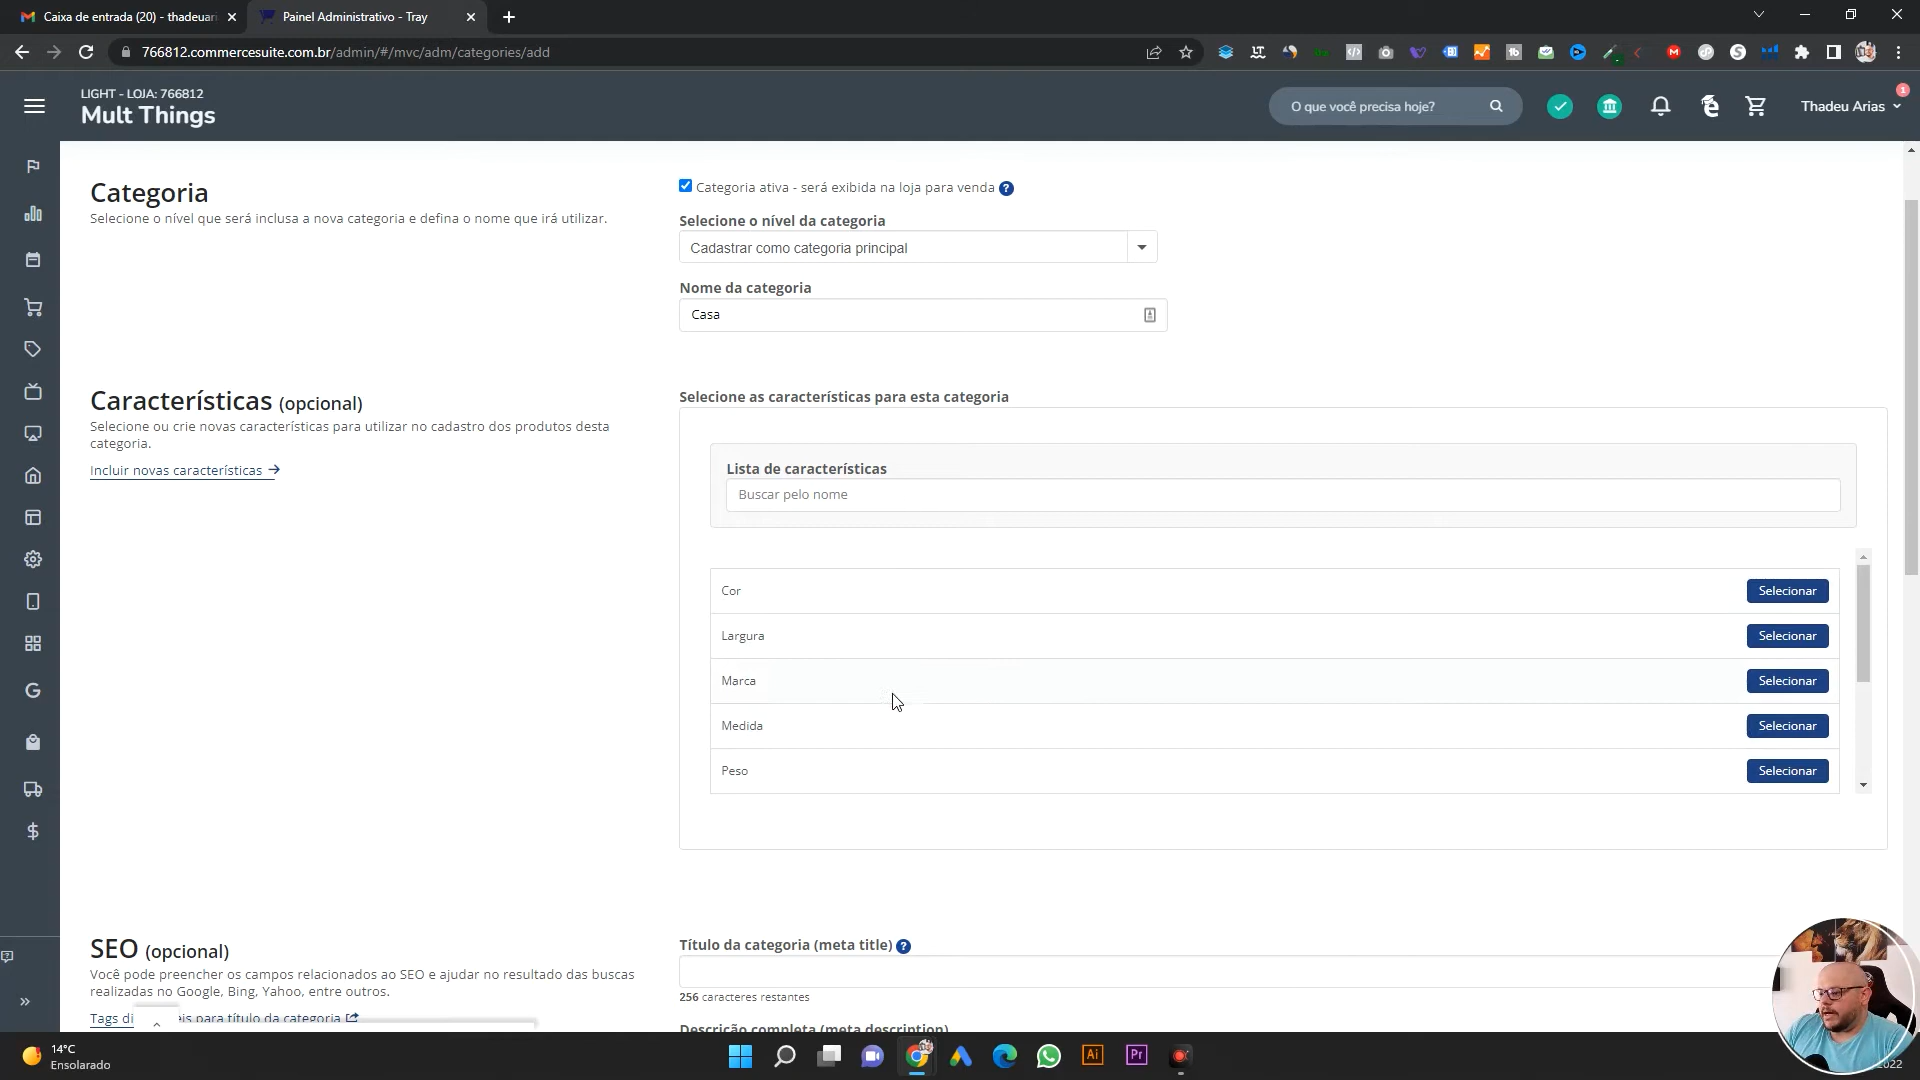 Caixa de entrada (20) - thadeuari
Painel Administrativo - Tray
766812.commercesuite.com.br/admin/#/mvc/adm/categories/add
LIGHT - LOJA: 766812
Mult Things
O que você precisa hoje?
Thadeu Arias
1
Categoria
Selecione o nível que será inclusa a nova categoria e defina o nome que irá utilizar.
Categoria ativa - será exibida na loja para venda ?
Selecione o nível da categoria
Cadastrar como categoria principal
Nome da categoria
Casa
Características (opcional)
Selecione ou crie novas características para utilizar no cadastro dos produtos desta
categoria.
Incluir novas características →
Selecione as características para esta categoria
Lista de características
Buscar pelo nome
Cor Selecionar
Largura Selecionar
Marca Selecionar
Medida Selecionar
Peso Selecionar
SEO (opcional)
Você pode preencher os campos relacionados ao SEO e ajudar no resultado das buscas
realizadas no Google, Bing, Yahoo, entre outros.
Tags di eis para título da categoria
Título da categoria (meta title) ?
256 caracteres restantes
Descrição completa (meta description)
14°C
Ensolarado
Ai
Pr
2022